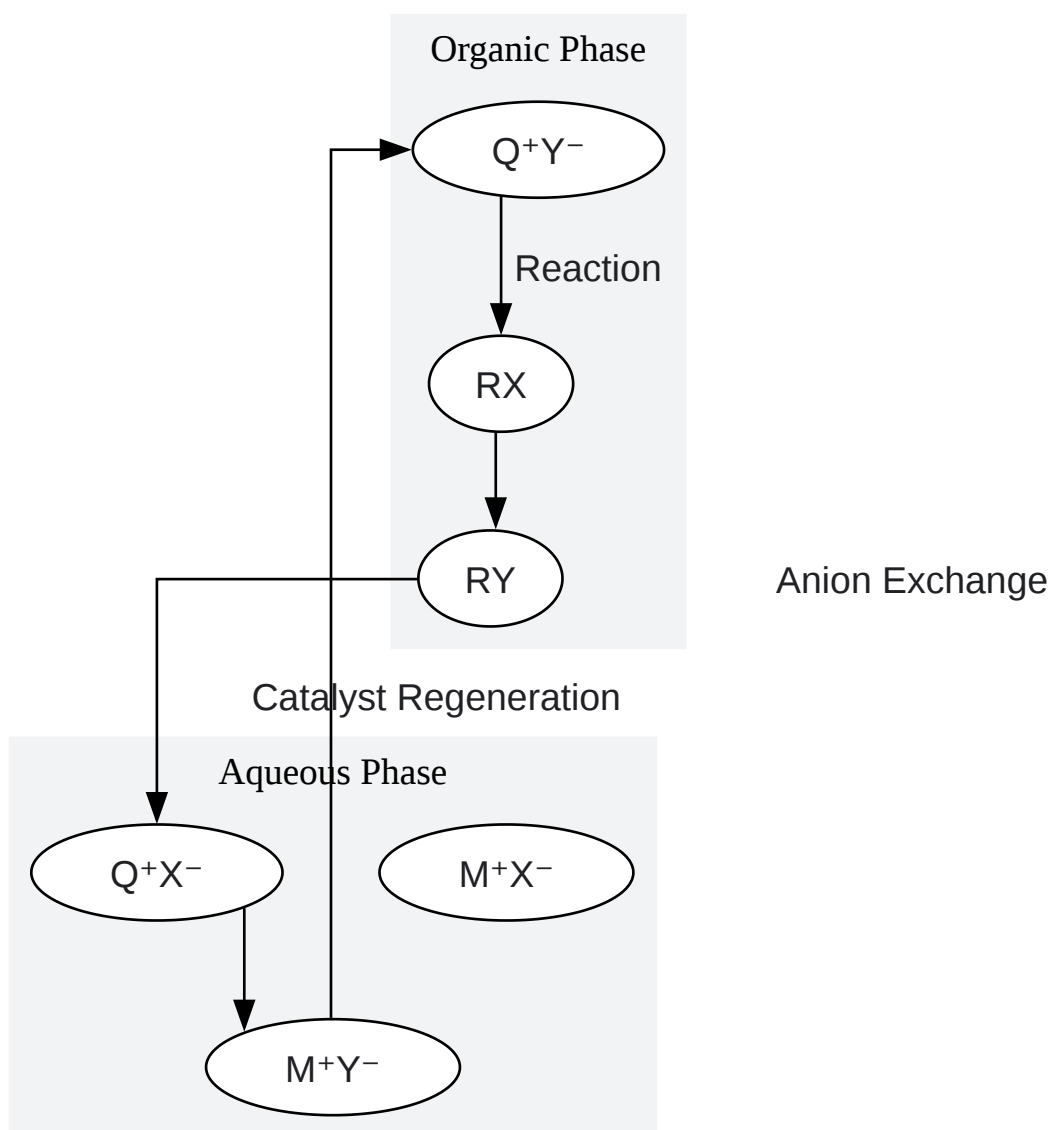 Organic Phase
Q⁺Y⁻
Reaction
RX
RY
Anion Exchange
Catalyst Regeneration
Aqueous Phase
Q⁺X⁻
M⁺X⁻
M⁺Y⁻